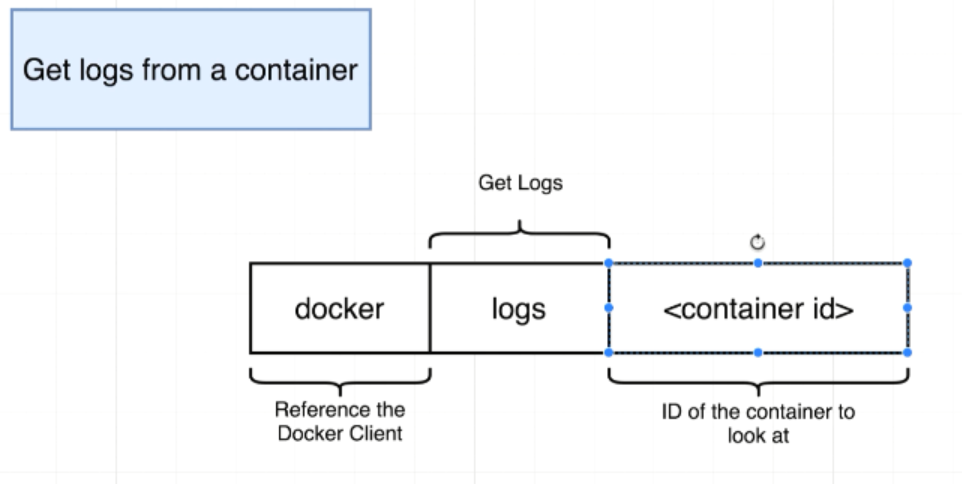 Get logs from a container
Get Logs
docker
logs
<container id>
Reference the
Docker Client
ID of the container to
look at